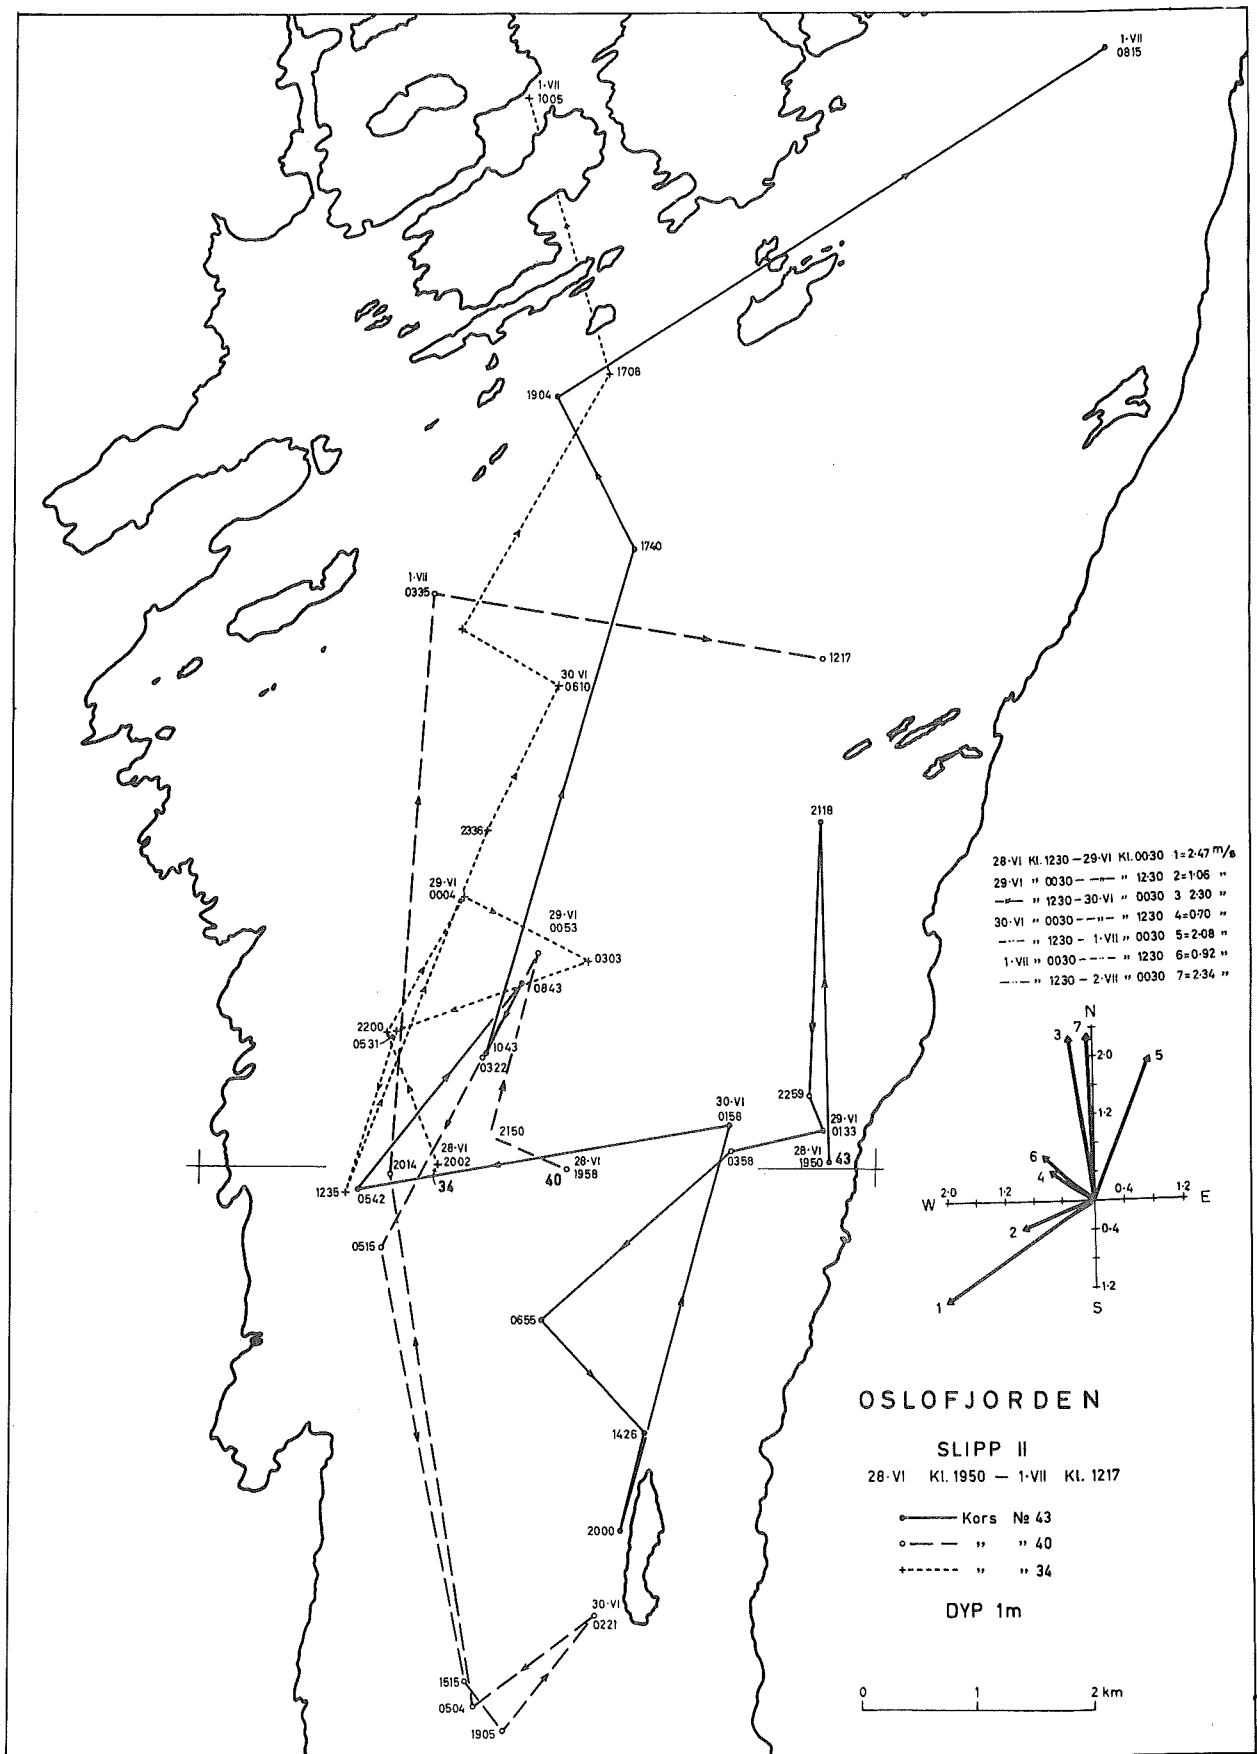 1·VII
0815
1·VII
1005
1708
1904
1740
1·VII
0335
1217
30·VI
0610
2118
2336
28·VI Kl. 1230 – 29·VI Kl. 0030 1=2·47 m/s
29·VI " 0030 – –"– " 1230 2=1·06 "
–"– " 1230 – 30·VI " 0030 3 2·30 "
30·VI " 0030 – –"– " 1230 4=0·70 "
–"– " 1230 – 1·VII " 0030 5=2·08 "
1·VII " 0030 – –"– " 1230 6=0·92 "
–"– " 1230 – 2·VII " 0030 7=2·34 "
29·VI
0004
29·VI
0053
0303
0843
2200
0531
1043
0322
2259
30·VI
0158
29·VI
0133
2150
0358
28·VI
1950
43
28·VI
2002
34
28·VI
1958
40
2014
1235
0542
0515
N
3
7
5
2·0
1·2
6
4
W
2·0
1·2
0·4
1·2
E
2
0·4
1·2
S
1
0655
1426
2000
OSLOFJORDEN
SLIPP II
28·VI Kl. 1950 — 1·VII Kl. 1217
Kors № 43
" " 40
" " 34
DYP 1m
30·VI
0221
1515
0504
1905
0 1 2 km